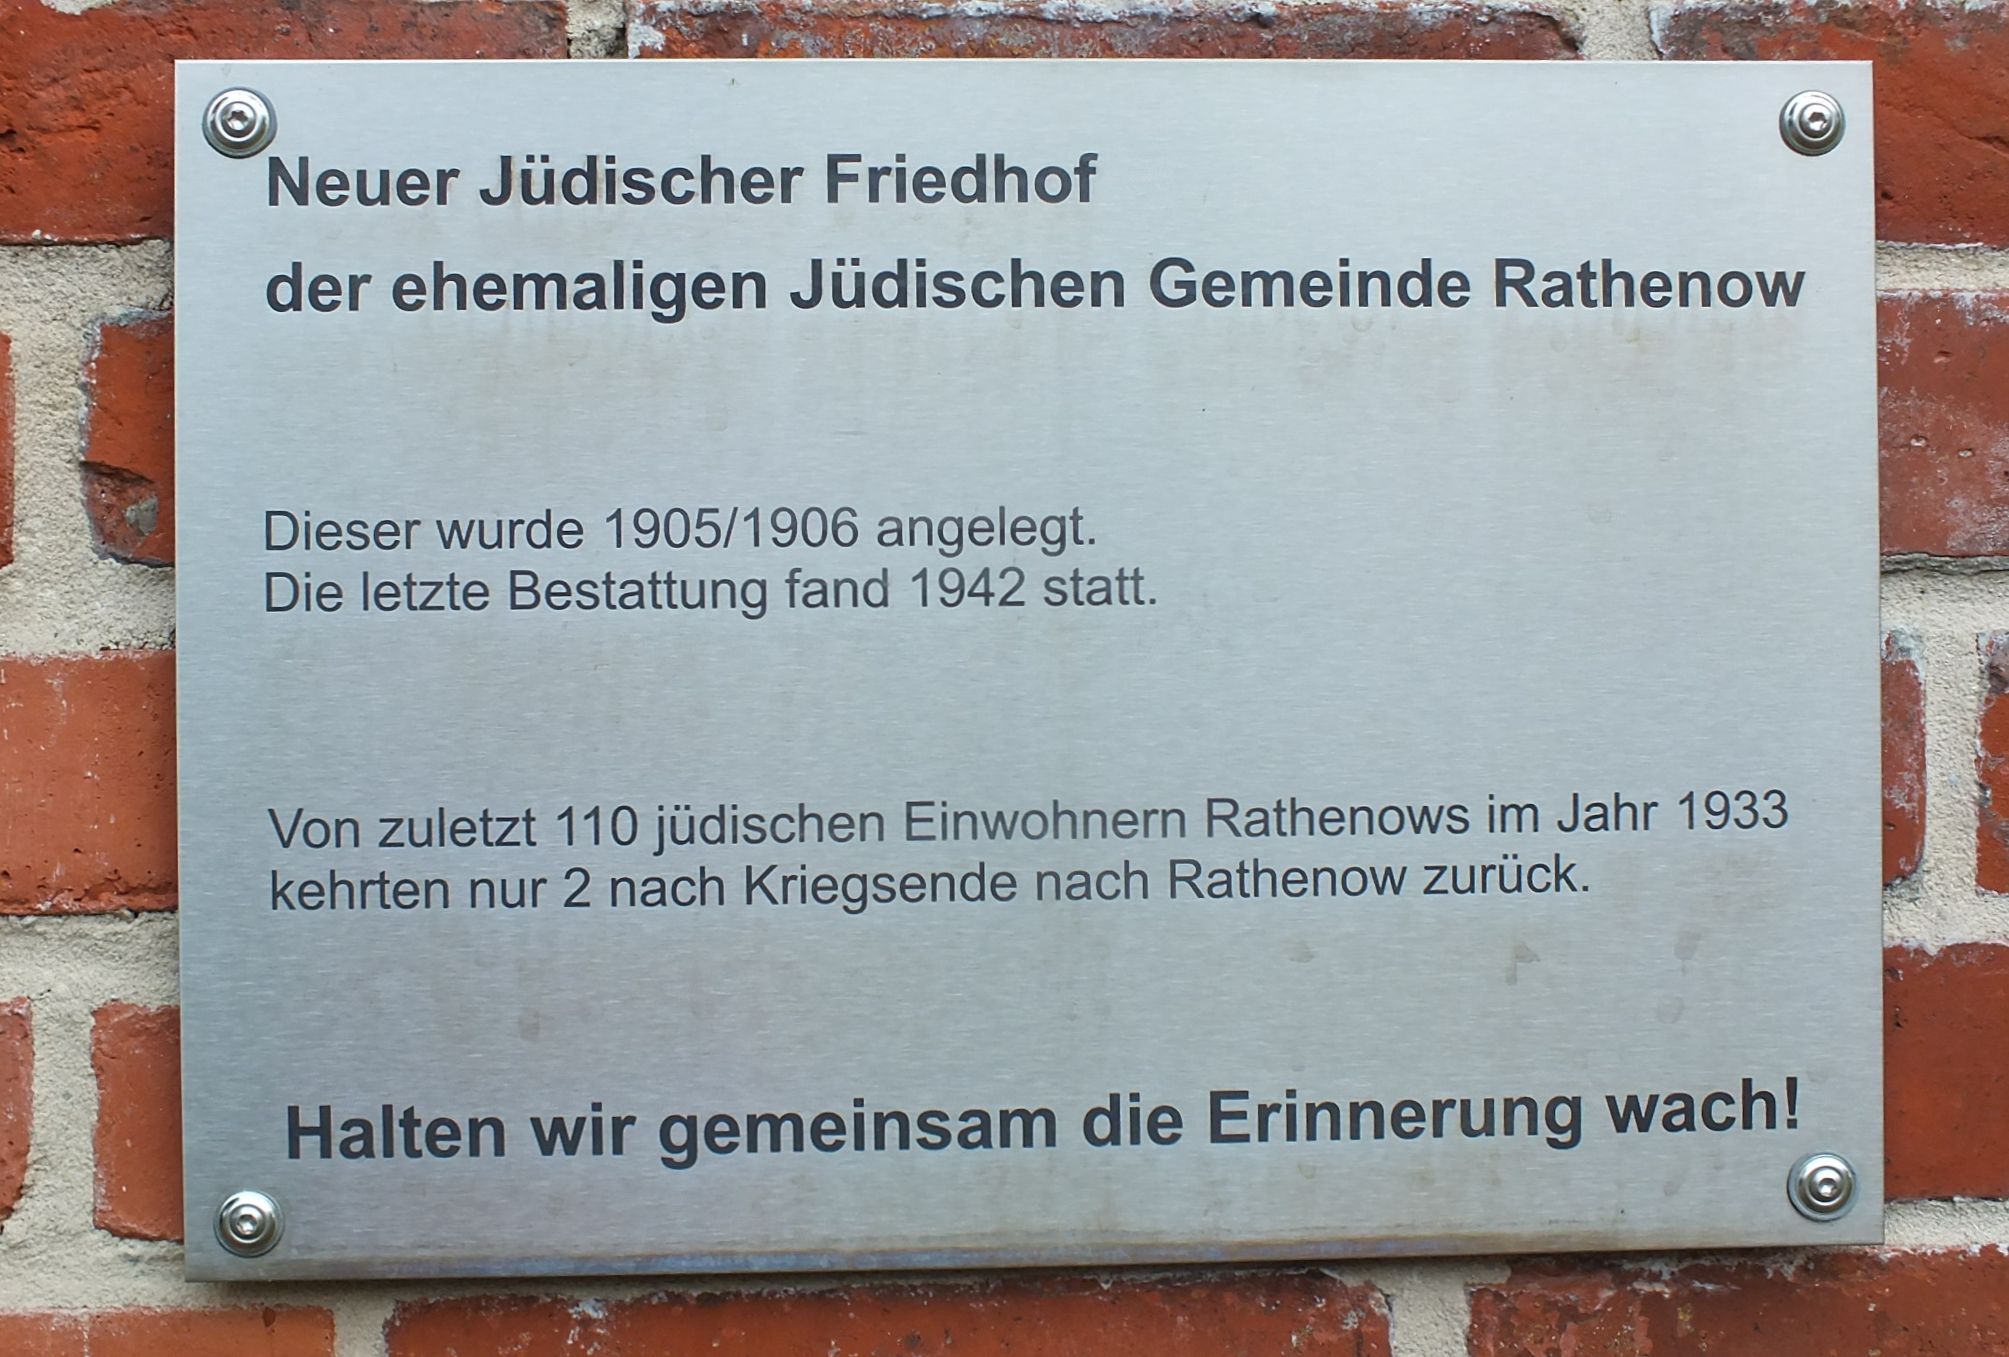 Neuer Jüdischer Friedhof
der ehemaligen Jüdischen Gemeinde Rathenow
Dieser wurde 1905/1906 angelegt.
Die letzte Bestattung fand 1942 statt.
Von zuletzt 110 jüdischen Einwohnern Rathenows im Jahr 1933
kehrten nur 2 nach Kriegsende nach Rathenow zurück.
Halten wir gemeinsam die Erinnerung wach!